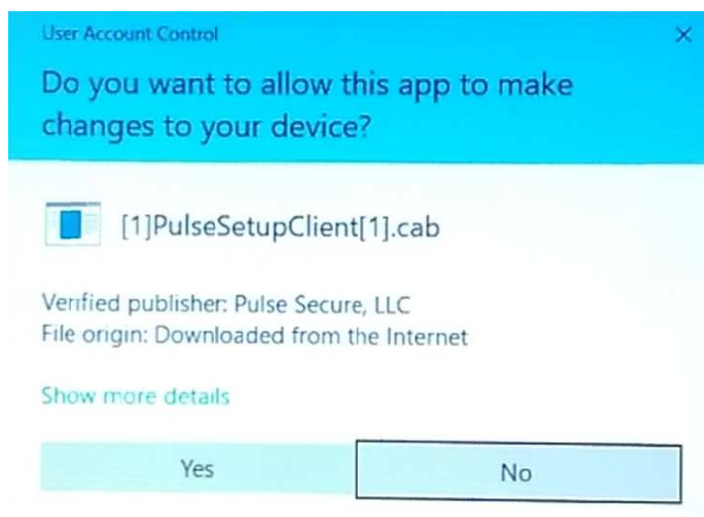 User Account Control
Do you want to allow this app to make
changes to your device?
[1]PulseSetupClient[1].cab
Verified publisher: Pulse Secure, LLC
File origin: Downloaded from the Internet
Show more details
Yes
No